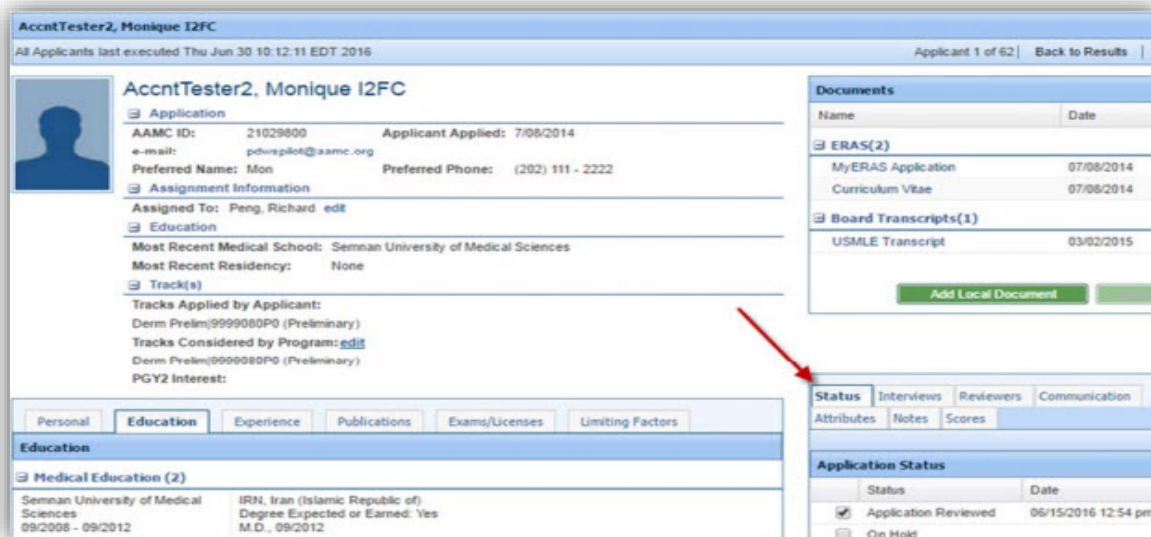 AccntTester2, Monique I2FC
All Applicants last executed Thu Jun 30 10:12:11 EDT 2016
Applicant 1 of 62 | Back to Results |
AccntTester2, Monique I2FC
Application
AAMC ID: 21029800 Applicant Applied: 7/08/2014
e-mail: pdwspilot@aamc.org
Preferred Name: Mon Preferred Phone: (202) 111 - 2222
Assignment Information
Assigned To: Peng, Richard edit
Education
Most Recent Medical School: Semnan University of Medical Sciences
Most Recent Residency: None
Track(s)
Tracks Applied by Applicant:
Derm Prelim|9999080P0 (Preliminary)
Tracks Considered by Program: edit
Derm Prelim|9999080P0 (Preliminary)
PGY2 Interest:
Documents
Name Date
ERAS(2)
MyERAS Application 07/08/2014
Curriculum Vitae 07/08/2014
Board Transcripts(1)
USMLE Transcript 03/02/2015
Add Local Document
Personal Education Experience Publications Exams/Licenses Limiting Factors
Education
Medical Education (2)
Semnan University of Medical IRN, Iran (Islamic Republic of)
Sciences Degree Expected or Earned: Yes
09/2008 - 09/2012 M.D., 09/2012
Status Interviews Reviewers Communication
Attributes Notes Scores
Application Status
Status Date
Application Reviewed 06/15/2016 12:54 pm
On Hold